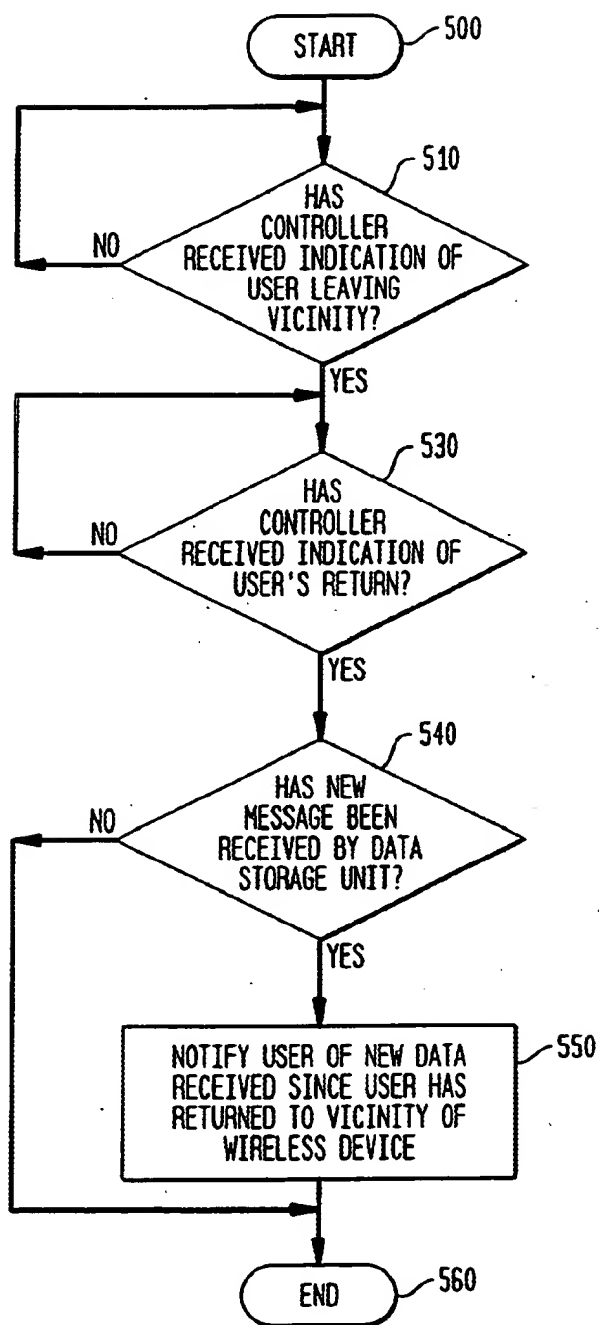 START
500
510
HAS
CONTROLLER
RECEIVED INDICATION OF
USER LEAVING
VICINITY?
NO
YES
530
HAS
CONTROLLER
RECEIVED INDICATION OF
USER'S RETURN?
NO
YES
540
HAS NEW
MESSAGE BEEN
RECEIVED BY DATA
STORAGE UNIT?
NO
YES
550
NOTIFY USER OF NEW DATA
RECEIVED SINCE USER HAS
RETURNED TO VICINITY OF
WIRELESS DEVICE
END
560